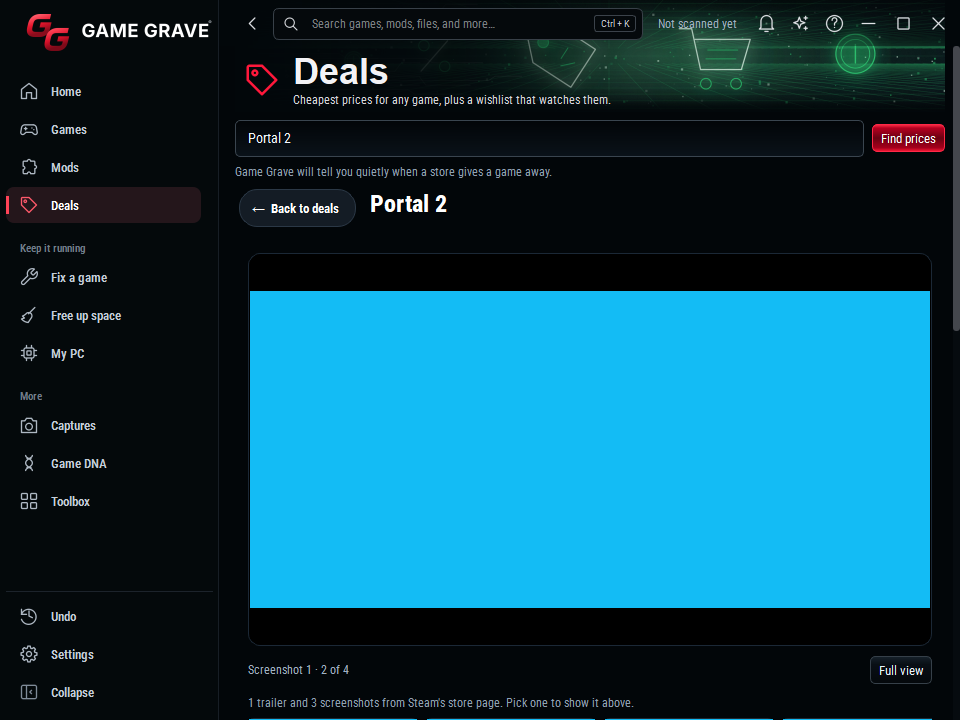 GAME GRAVE
Search games, mods, files, and more...
Ctrl + K
Not scanned yet
Deals
Cheapest prices for any game, plus a wishlist that watches them.
Home
Games
Mods
Deals
Keep it running
Fix a game
Free up space
My PC
More
Captures
Game DNA
Toolbox
Undo
Settings
Collapse
Portal 2
Find prices
Game Grave will tell you quietly when a store gives a game away.
← Back to deals
Portal 2
Screenshot 1 · 2 of 4
Full view
1 trailer and 3 screenshots from Steam's store page. Pick one to show it above.